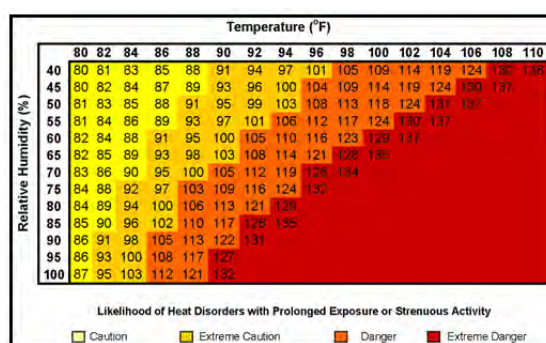 Temperature (°F)
80 82 84 86 88 90 92 94 96 98 100 102 104 106 108 110
Relative Humidity (%)
40 80 81 83 85 88 91 94 97 101 105 109 114 119 124 130 136
45 80 82 84 87 89 93 96 100 104 109 114 119 124 130 137
50 81 83 85 88 91 95 99 103 108 113 118 124 131 137
55 81 84 86 89 93 97 101 106 112 117 124 130 137
60 82 84 88 91 95 100 105 110 116 123 129 137
65 82 85 89 93 98 103 108 114 121 128 136
70 83 86 90 95 100 105 112 119 126 134
75 84 88 92 97 103 109 116 124 132
80 84 89 94 100 106 113 121 129
85 85 90 96 102 110 117 126 135
90 86 91 98 105 113 122 131
95 86 93 100 108 117 127
100 87 95 103 112 121 132
Likelihood of Heat Disorders with Prolonged Exposure or Strenuous Activity
Caution Extreme Caution Danger Extreme Danger